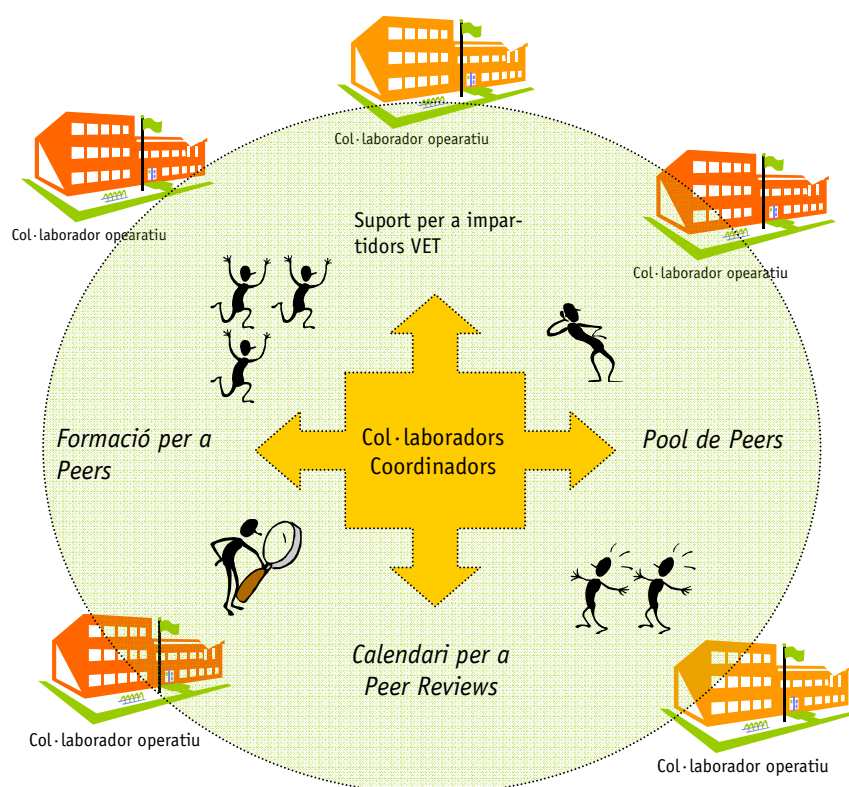 Col·laborador opearatiu
Col·laborador opearatiu
Col·laborador opearatiu
Suport per a impar-
tidors VET
Formació per a
Peers
Col·laboradors
Coordinadors
Pool de Peers
Calendari per a
Peer Reviews
Col·laborador operatiu
Col·laborador operatiu